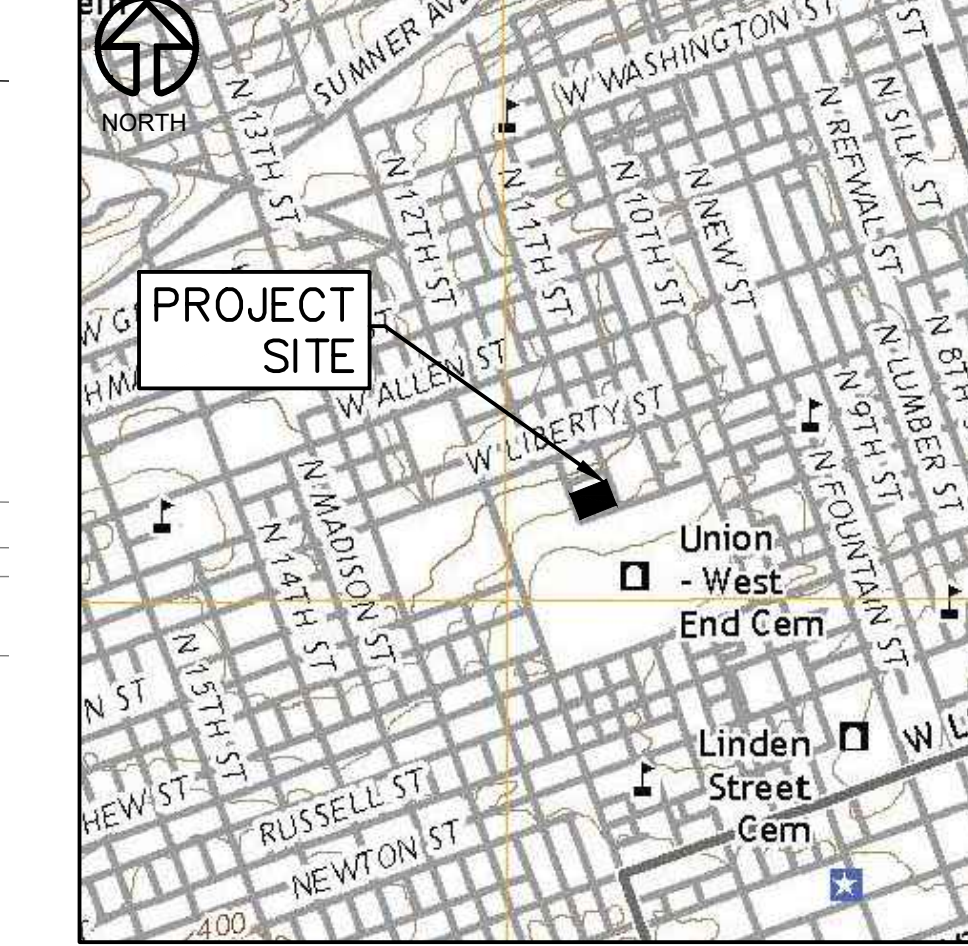 NORTH
SUMNER AVE
W WASHINGTON ST
ST
N 13TH ST
N 12TH ST
N 11TH ST
N 10TH ST
N NEW ST
N REFWAL ST
N SILK ST
PROJECT
SITE
W ALLEN ST
W LIBERTY ST
N LUMBER ST
N 8TH
N 9TH ST
N FOUNTAIN ST
N MADISON ST
N 14TH ST
N 15TH ST
Union
- West
End Cem
N ST
Linden
Street
Cem
HEW ST
RUSSELL ST
NEWTON ST
400